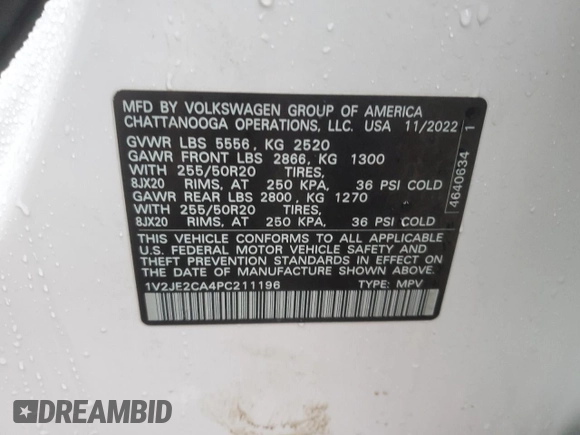 MFD BY VOLKSWAGEN GROUP OF AMERICA
CHATTANOOGA OPERATIONS, LLC. USA 11/2022
GVWR LBS 5556, KG 2520
GAWR FRONT LBS 2866, KG 1300
WITH 255/50R20 TIRES,
8JX20 RIMS, AT 250 KPA, 36 PSI COLD
GAWR REAR LBS 2800, KG 1270
WITH 255/50R20 TIRES,
8JX20 RIMS, AT 250 KPA, 36 PSI COLD
THIS VEHICLE CONFORMS TO ALL APPLICABLE
U.S. FEDERAL MOTOR VEHICLE SAFETY AND
THEFT PREVENTION STANDARDS IN EFFECT ON
THE DATE OF MANUFACTURE SHOWN ABOVE.
1V2JE2CA4PC211196 TYPE: MPV
4640634 1
DREAMBID